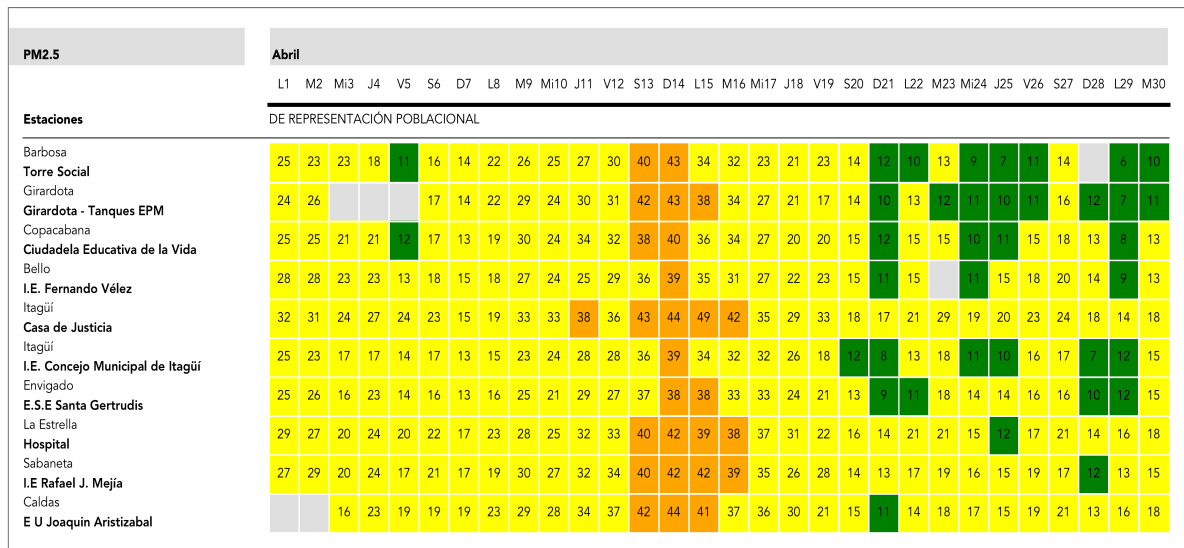 PM2.5 Abril
L1 M2 Mi3 J4 V5 S6 D7 L8 M9 Mi10 J11 V12 S13 D14 L15 M16 Mi17 J18 V19 S20 D21 L22 M23 Mi24 J25 V26 S27 D28 L29 M30
Estaciones DE REPRESENTACIÓN POBLACIONAL
Barbosa
Torre Social
25 23 23 18 11 16 14 22 26 25 27 30 40 43 34 32 23 21 23 14 12 10 13 9 7 11 14 6 10
Girardota
Girardota - Tanques EPM
24 26 17 14 22 29 24 30 31 42 43 38 34 27 21 17 14 10 13 12 11 10 11 16 12 7 11
Copacabana
Ciudadela Educativa de la Vida
25 25 21 21 12 17 13 19 30 24 34 32 38 40 36 34 27 20 20 15 12 15 15 10 11 15 18 13 8 13
Bello
I.E. Fernando Vélez
28 28 23 23 13 18 15 18 27 24 25 29 36 39 35 31 27 22 23 15 11 15 11 15 18 20 14 9 13
Itagüí
Casa de Justicia
32 31 24 27 24 23 15 19 33 33 38 36 43 44 49 42 35 29 33 18 17 21 29 19 20 23 24 18 14 18
Itagüí
I.E. Concejo Municipal de Itagüí
25 23 17 17 14 17 13 15 23 24 28 28 36 39 34 32 32 26 18 12 8 13 18 11 10 16 17 7 12 15
Envigado
E.S.E Santa Gertrudis
25 26 16 23 14 16 13 16 25 21 29 27 37 38 38 33 33 24 21 13 9 11 18 14 14 16 16 10 12 15
La Estrella
Hospital
29 27 20 24 20 22 17 23 28 25 32 33 40 42 39 38 37 31 22 16 14 21 21 15 12 17 21 14 16 18
Sabaneta
I.E Rafael J. Mejía
27 29 20 24 17 21 17 19 30 27 32 34 40 42 42 39 35 26 28 14 13 17 19 16 15 19 17 12 13 15
Caldas
E U Joaquin Aristizabal
16 23 19 19 19 23 29 28 34 37 42 44 41 37 36 30 21 15 11 14 18 17 15 19 21 13 16 18